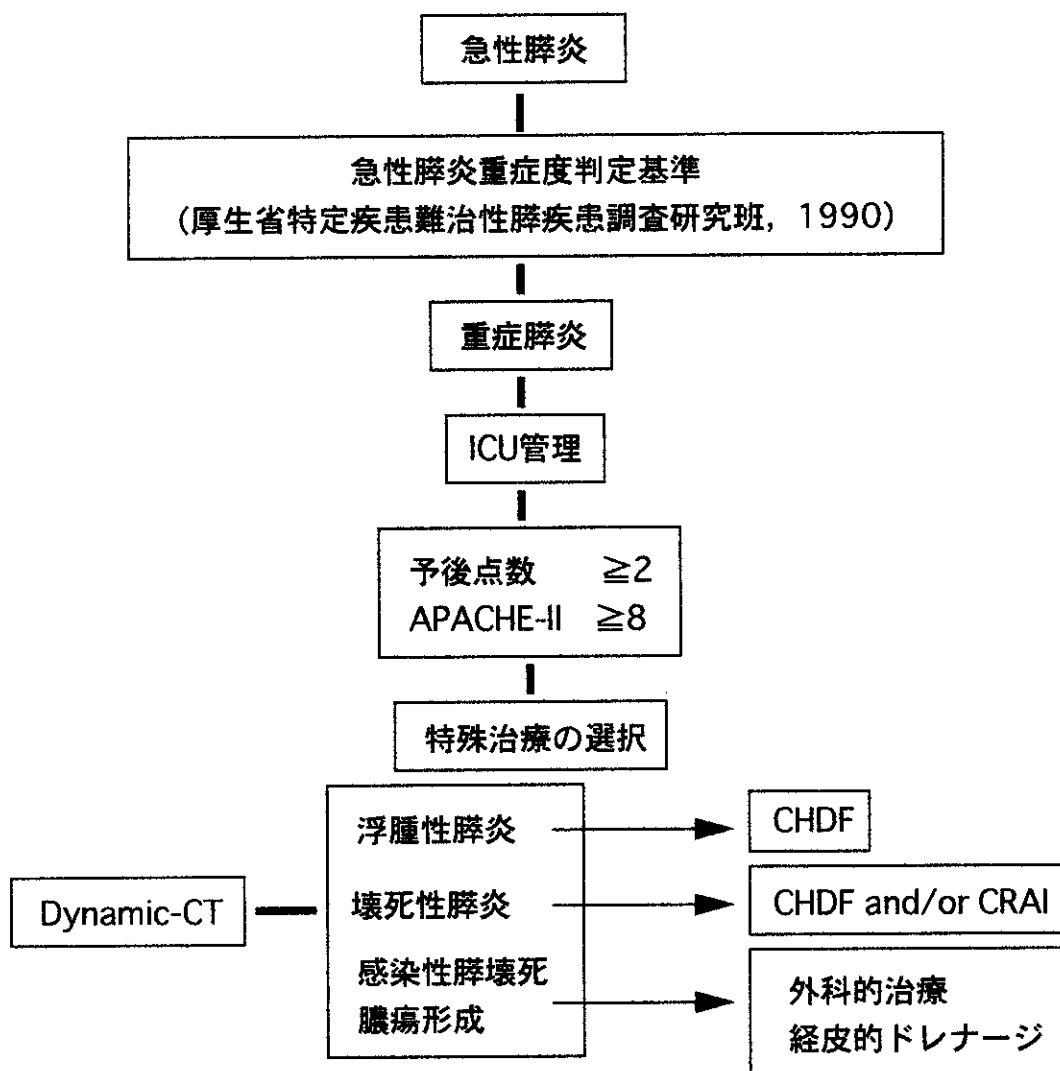 急性膵炎
急性膵炎重症度判定基準
（厚生省特定疾患難治性膵疾患調査研究班，1990）
重症膵炎
ICU管理
予後点数 ≧2
APACHE-II ≧8
特殊治療の選択
Dynamic-CT
浮腫性膵炎
CHDF
壊死性膵炎
CHDF and/or CRAI
感染性膵壊死
膿瘍形成
外科的治療
経皮的ドレナージ